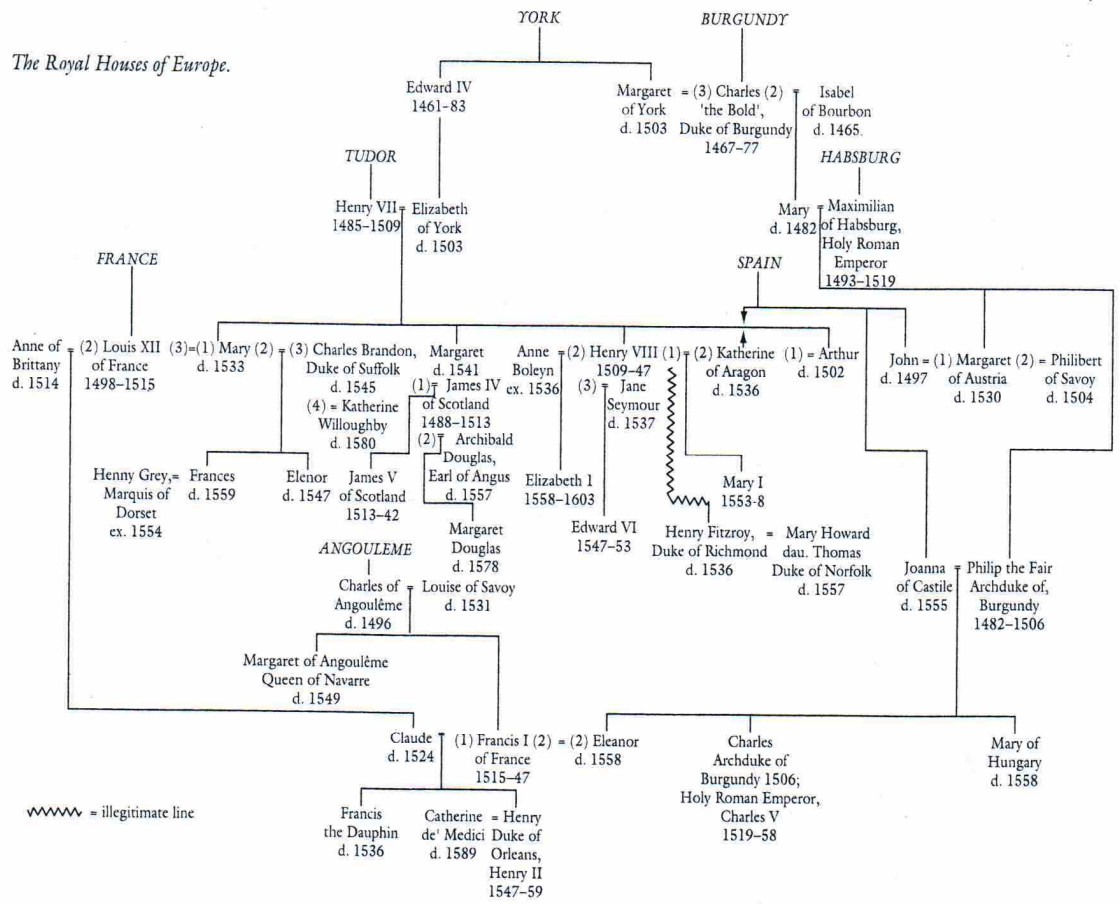 The Royal Houses of Europe.
YORK
BURGUNDY
Edward IV
1461–83
Margaret
of York
d. 1503
= (3) Charles (2) =
'the Bold',
Duke of Burgundy
1467–77
Isabel
of Bourbon
d. 1465.
TUDOR
HABSBURG
Henry VII =
1485–1509
Elizabeth
of York
d. 1503
Mary =
d. 1482
Maximilian
of Habsburg,
Holy Roman
Emperor
1493–1519
FRANCE
SPAIN
Anne of =
Brittany
d. 1514
(2) Louis XII (3)
of France
1498–1515
=(1) Mary (2) =
d. 1533
(3) Charles Brandon,
Duke of Suffolk
d. 1545
(4) = Katherine
Willoughby
d. 1580
Margaret
d. 1541
(1) = James IV
of Scotland
1488–1513
(2) = Archibald
Douglas,
Earl of Angus
d. 1557
Anne =
Boleyn
ex. 1536
(2) Henry VIII (1) =
1509–47
(3) = Jane
Seymour
d. 1537
(2) Katherine
of Aragon
d. 1536
(1) = Arthur
d. 1502
John =
d. 1497
(1) Margaret (2) =
of Austria
d. 1530
Philibert
of Savoy
d. 1504
Henny Grey,=
Marquis of
Dorset
ex. 1554
Frances
d. 1559
Elenor
d. 1547
James V
of Scotland
1513–42
Margaret
Douglas
d. 1578
Elizabeth 1
1558–1603
Edward VI
1547–53
Mary I
1553-8
Henry Fitzroy, =
Duke of Richmond
d. 1536
Mary Howard
dau. Thomas
Duke of Norfolk
d. 1557
Joanna =
of Castile
d. 1555
Philip the Fair
Archduke of,
Burgundy
1482–1506
ANGOULEME
Charles of =
Angoulême
d. 1496
Louise of Savoy
d. 1531
Margaret of Angoulême
Queen of Navarre
d. 1549
Claude =
d. 1524
(1) Francis I (2) =
of France
1515–47
(2) Eleanor
d. 1558
Charles
Archduke of
Burgundy 1506;
Holy Roman Emperor,
Charles V
1519–58
Mary of
Hungary
d. 1558
= illegitimate line
Francis
the Dauphin
d. 1536
Catherine =
de' Medici
d. 1589
Henry
Duke of
Orleans,
Henry II
1547–59